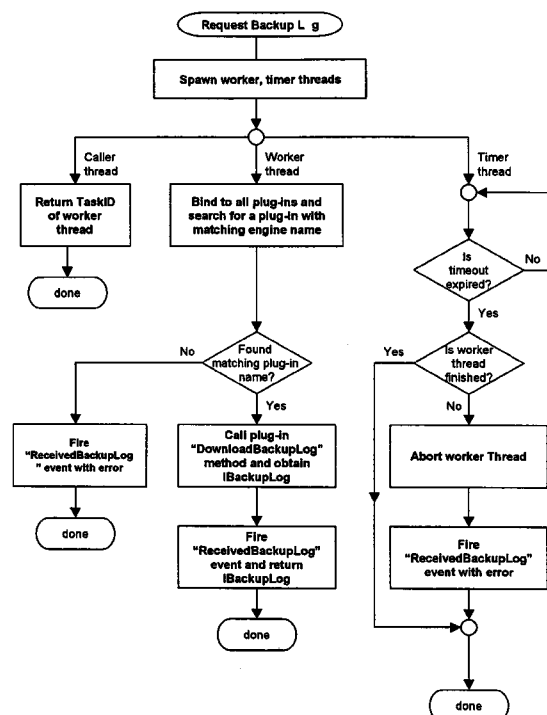 Request Backup L g
Spawn worker, timer threads
Caller
thread
Worker
thread
Timer
thread
Return TaskID
of worker
thread
Bind to all plug-ins and
search for a plug-in with
matching engine name
done
Is
timeout
expired?
No
Yes
Found
matching plug-in
name?
No
Yes
Is worker
thread
finished?
Yes
No
Fire
"ReceivedBackupLog
" event with error
Call plug-in
"DownloadBackupLog"
method and obtain
IBackupLog
Abort worker Thread
done
Fire
"ReceivedBackupLog"
event and return
IBackupLog
Fire
"ReceivedBackupLog"
event with error
done
done